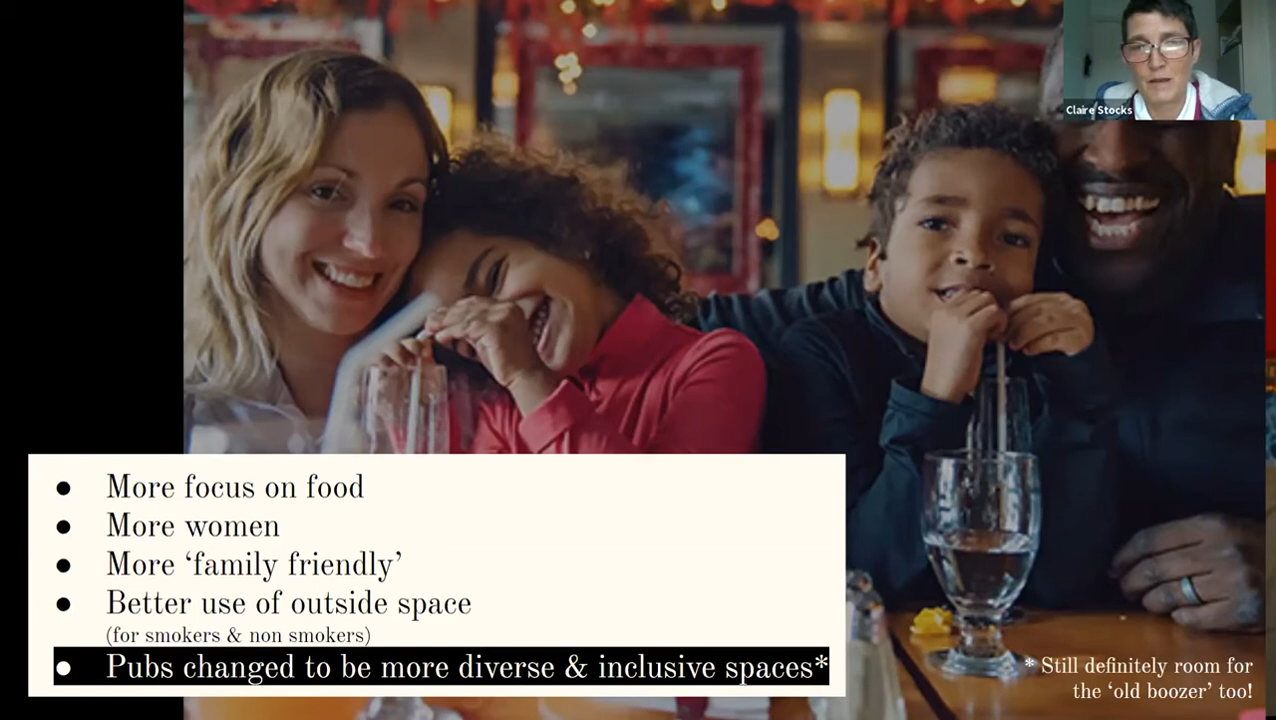 Claire Stocks
● More focus on food
● More women
● More ‘family friendly’
● Better use of outside space
(for smokers & non smokers)
● Pubs changed to be more diverse & inclusive spaces*
* Still definitely room for
the ‘old boozer’ too!